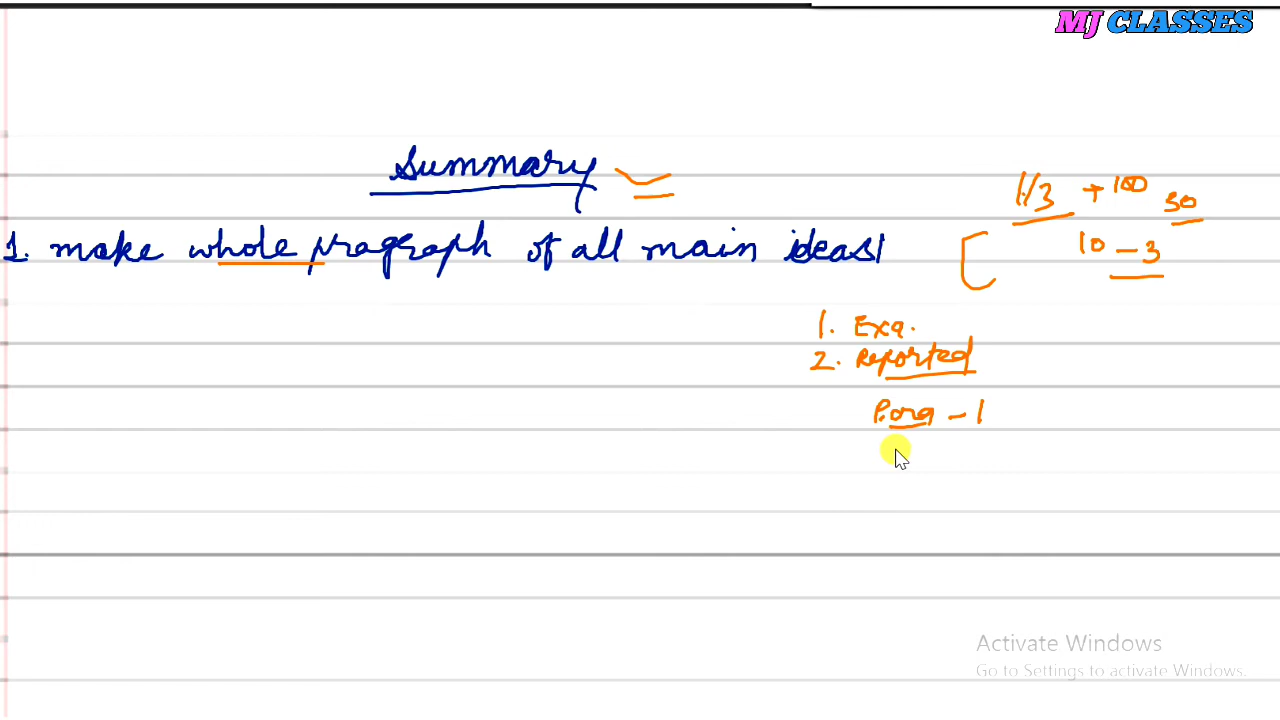 MJ CLASSES
Summary
1/3 + 100 30
1. make whole pragraph of all main ideas
10 - 3
1. Exa.
2. Reported
Para - 1
Activate Windows
Go to Settings to activate Windows.